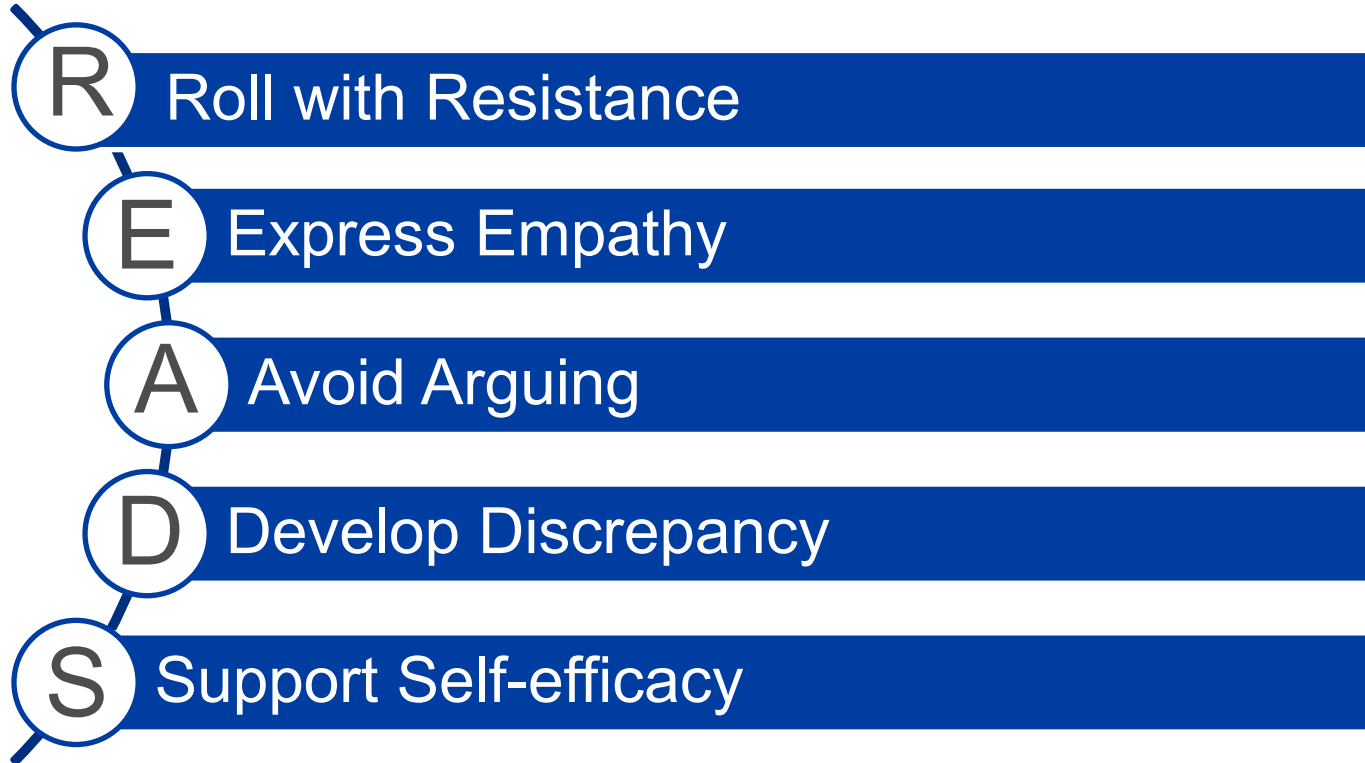 R Roll with Resistance
E Express Empathy
A Avoid Arguing
D Develop Discrepancy
S Support Self-efficacy